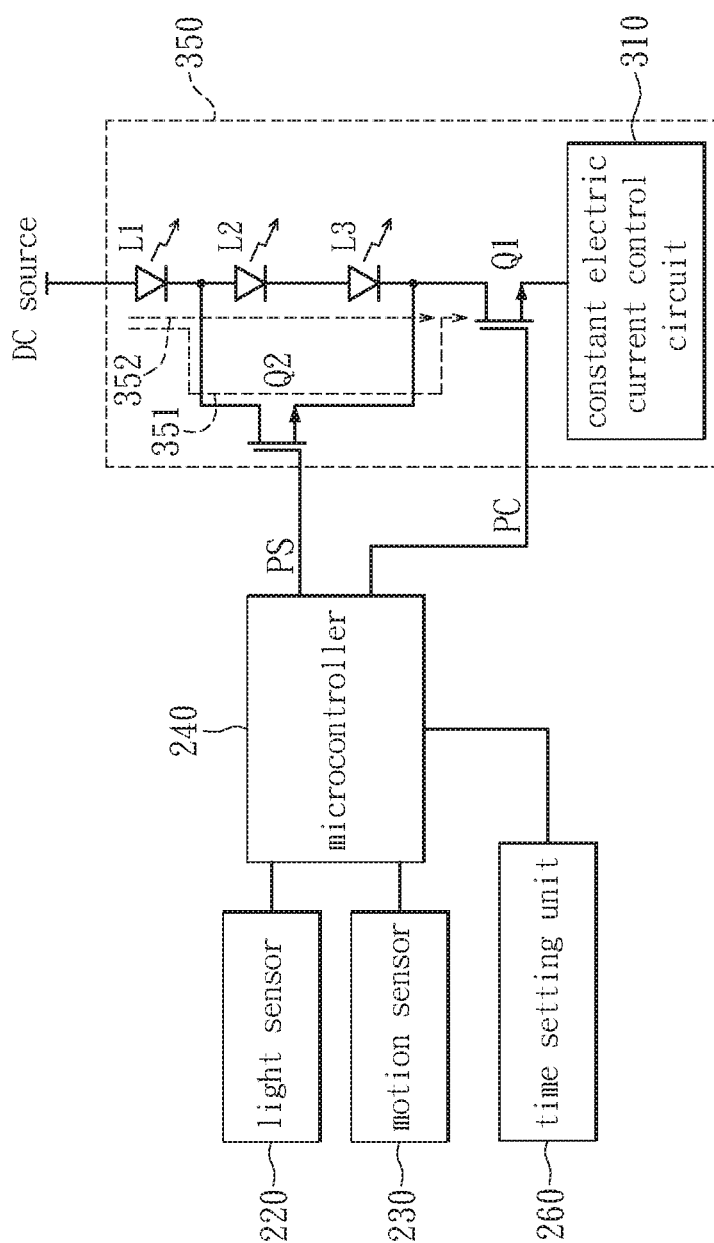 350
310
DC source
L1
L2
L3
Q1
Q2
352
351
constant electric
current control
circuit
PS
PC
240
microcontroller
light sensor
motion sensor
time setting unit
220
230
260